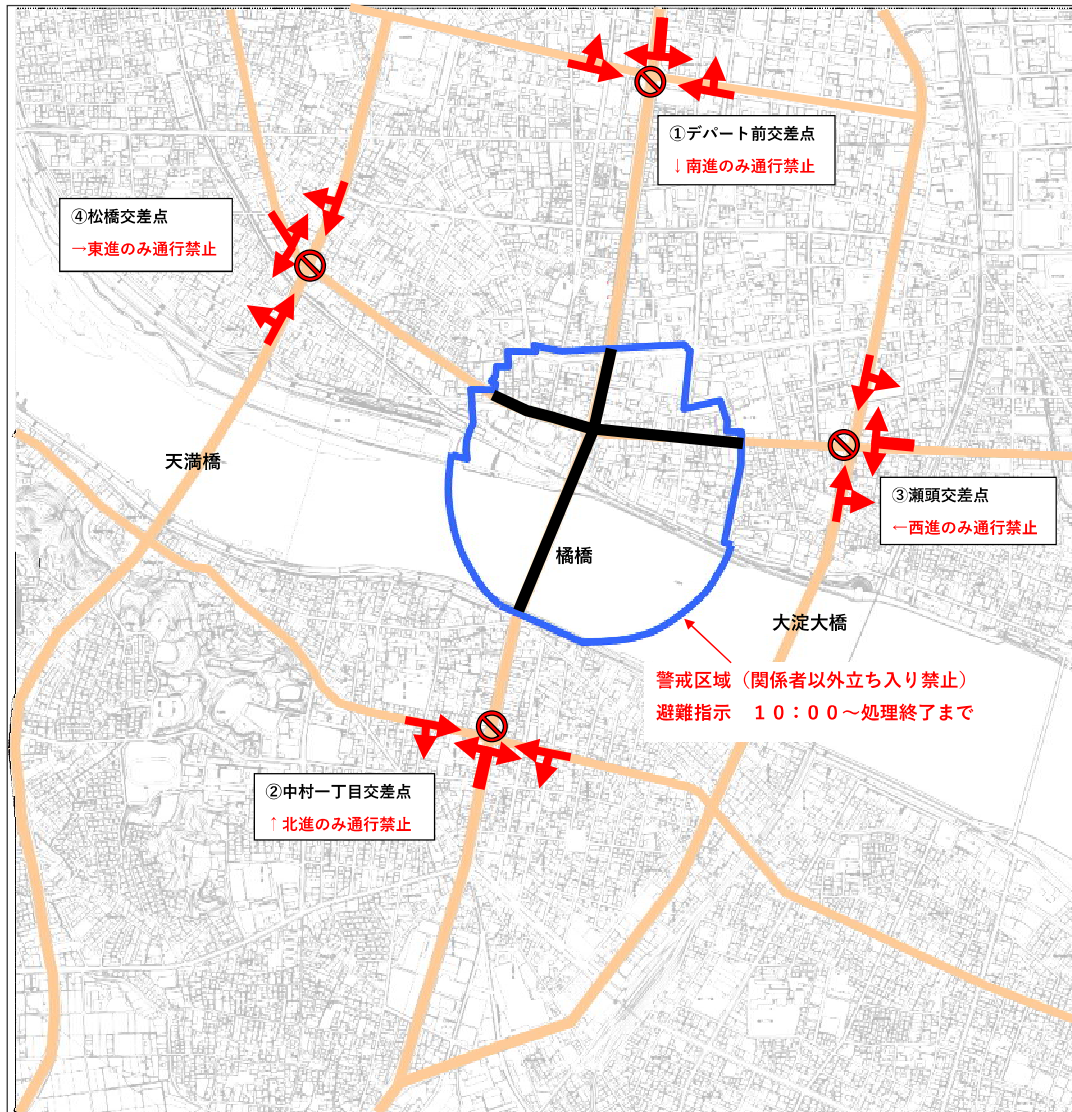 ①デパート前交差点
↓南進のみ通行禁止
④松橋交差点
→東進のみ通行禁止
天満橋
③瀬頭交差点
←西進のみ通行禁止
橘橋
大淀大橋
警戒区域（関係者以外立ち入り禁止）
避難指示　１０：００～処理終了まで
②中村一丁目交差点
↑北進のみ通行禁止